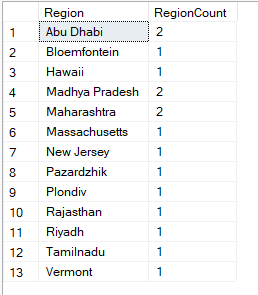 Region RegionCount
1 Abu Dhabi 2
2 Bloemfontein 1
3 Hawaii 1
4 Madhya Pradesh 2
5 Maharashtra 2
6 Massachusetts 1
7 New Jersey 1
8 Pazardzhik 1
9 Plondiv 1
10 Rajasthan 1
11 Riyadh 1
12 Tamilnadu 1
13 Vermont 1